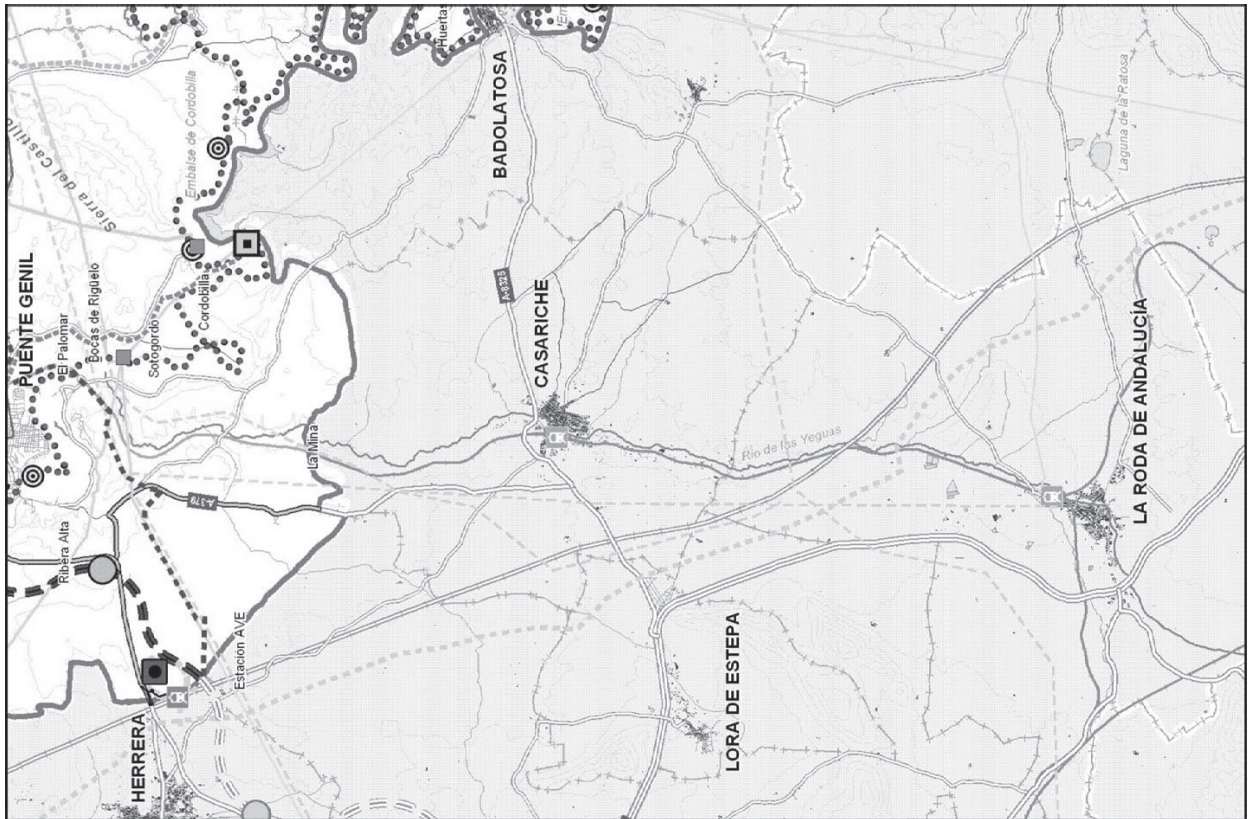 PUENTE GENIL
El Palomar
Bocas de Rigüelo
Sotogordo
Cordobilla
Sierra del Castillo
Embalse de Cordobilla
Huertas
BADOLATOSA
A-8325
CASARICHE
La Mina
A-378
Ribera Alta
Estación AVE
HERRERA
LORA DE ESTEPA
Río de las Yeguas
LA RODA DE ANDALUCÍA
Laguna de la Ratosa